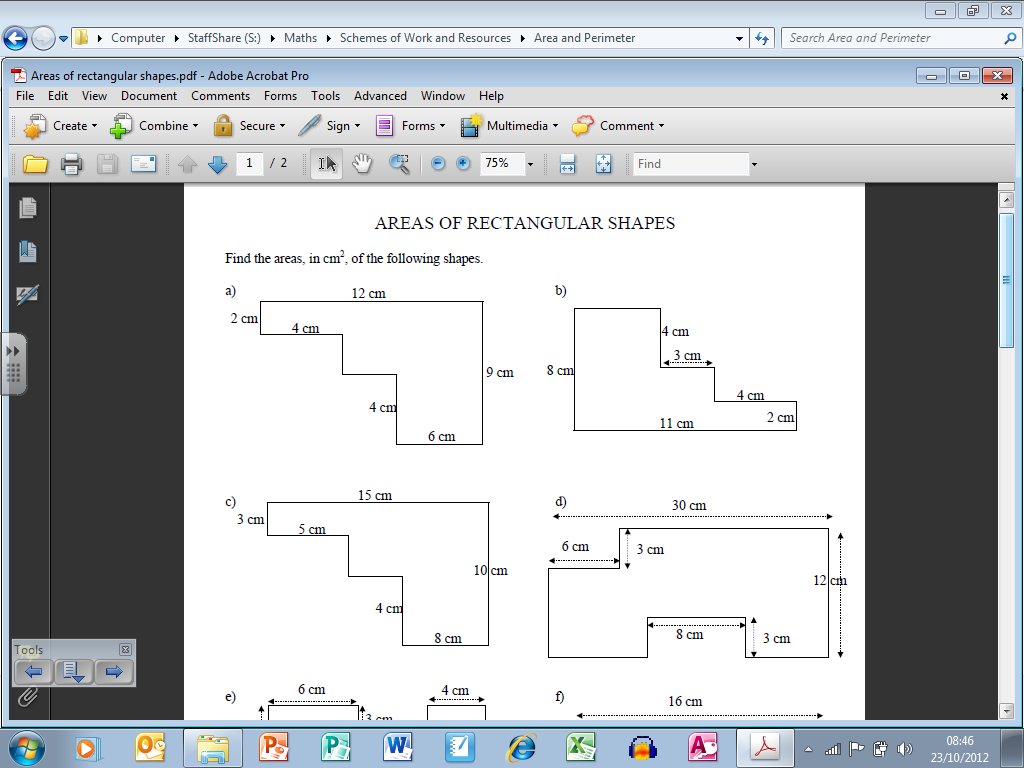 Computer StaffShare (S:) Maths Schemes of Work and Resources Area and Perimeter Search Area and Perimeter
Areas of rectangular shapes.pdf - Adobe Acrobat Pro
File Edit View Document Comments Forms Tools Advanced Window Help
Create Combine Secure Sign Forms Multimedia Comment
1 / 2 75% Find
AREAS OF RECTANGULAR SHAPES
Find the areas, in cm², of the following shapes.
a) 12 cm
2 cm
4 cm
9 cm
4 cm
6 cm
b)
4 cm
3 cm
8 cm
4 cm
2 cm
11 cm
c) 15 cm
3 cm
5 cm
10 cm
4 cm
8 cm
d) 30 cm
6 cm
3 cm
12 cm
8 cm
3 cm
Tools
e) 6 cm 4 cm
3 cm
f) 16 cm
08:46
23/10/2012